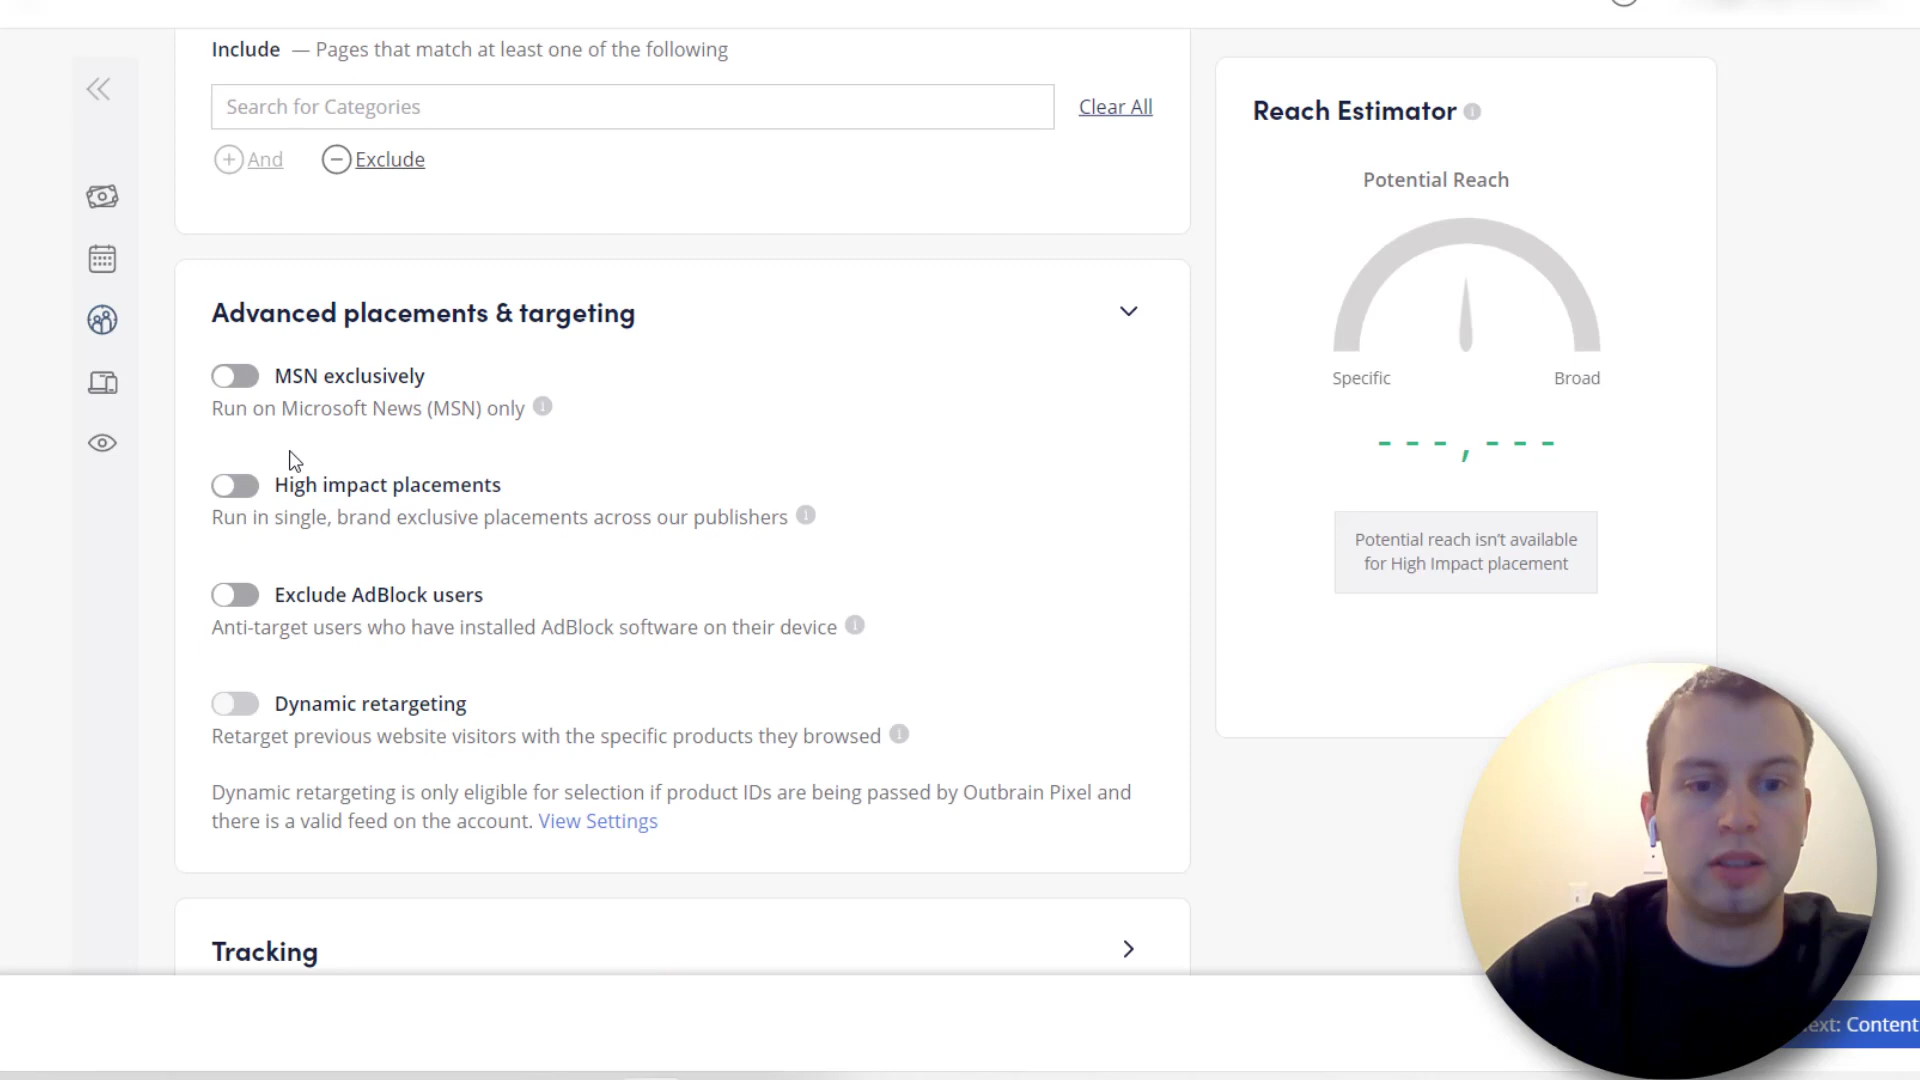 Include — Pages that match at least one of the following
Search for Categories
Clear All
And
Exclude
Reach Estimator
Potential Reach
Specific
Broad
---,---
Potential reach isn't available
for High Impact placement
Advanced placements & targeting
MSN exclusively
Run on Microsoft News (MSN) only
High impact placements
Run in single, brand exclusive placements across our publishers
Exclude AdBlock users
Anti-target users who have installed AdBlock software on their device
Dynamic retargeting
Retarget previous website visitors with the specific products they browsed
Dynamic retargeting is only eligible for selection if product IDs are being passed by Outbrain Pixel and
there is a valid feed on the account. View Settings
Tracking
ext: Content